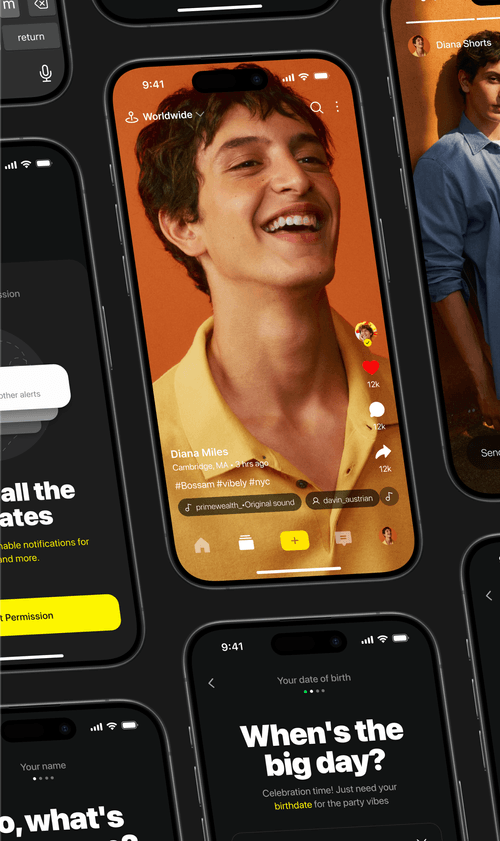 m
return
9:41
Worldwide
Diana Shorts
Diana Miles
Cambridge, MA • 3 hrs ago
#Bossam #vibely #nyc
primewealth_•Original sound
davin_austrian
12k
12k
12k
Send
other alerts
all the
ates
nable notifications for
and more.
t Permission
9:41
Your date of birth
When's the
big day?
Celebration time! Just need your
birthdate for the party vibes
Your name
o, what's